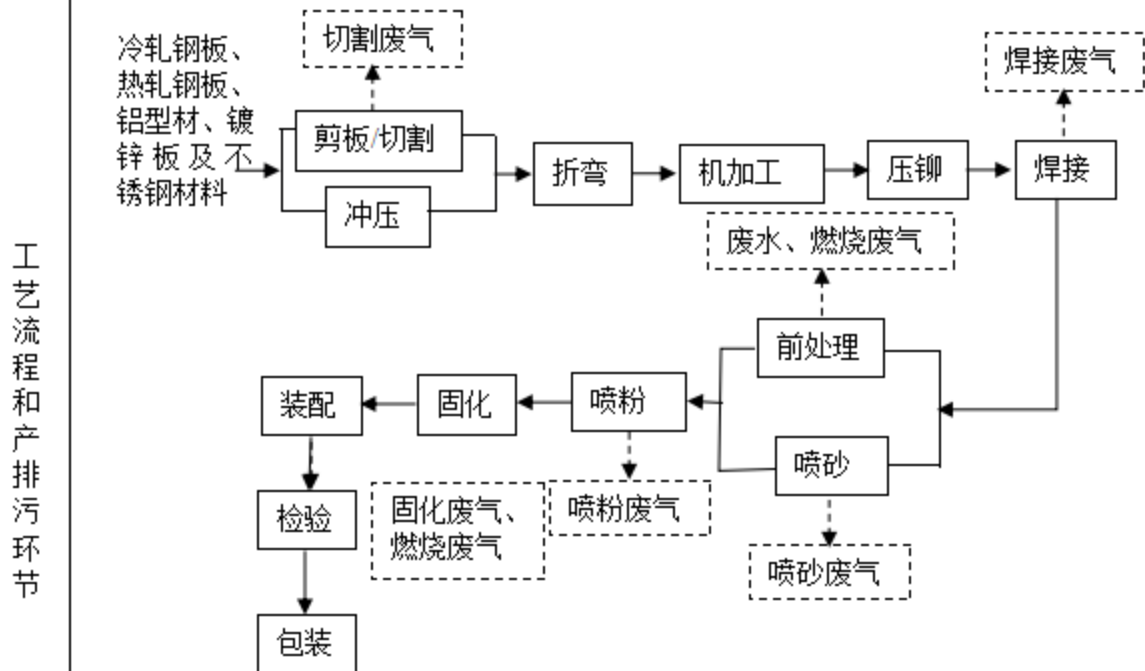 切割废气
冷轧钢板、
热轧钢板、
铝型材、镀
锌板及不
锈钢材料
剪板/切割
冲压
折弯
机加工
压铆
焊接
焊接废气
废水、燃烧废气
前处理
喷砂
喷砂废气
喷粉
喷粉废气
固化
固化废气、
燃烧废气
装配
检验
包装
工
艺
流
程
和
产
排
污
环
节